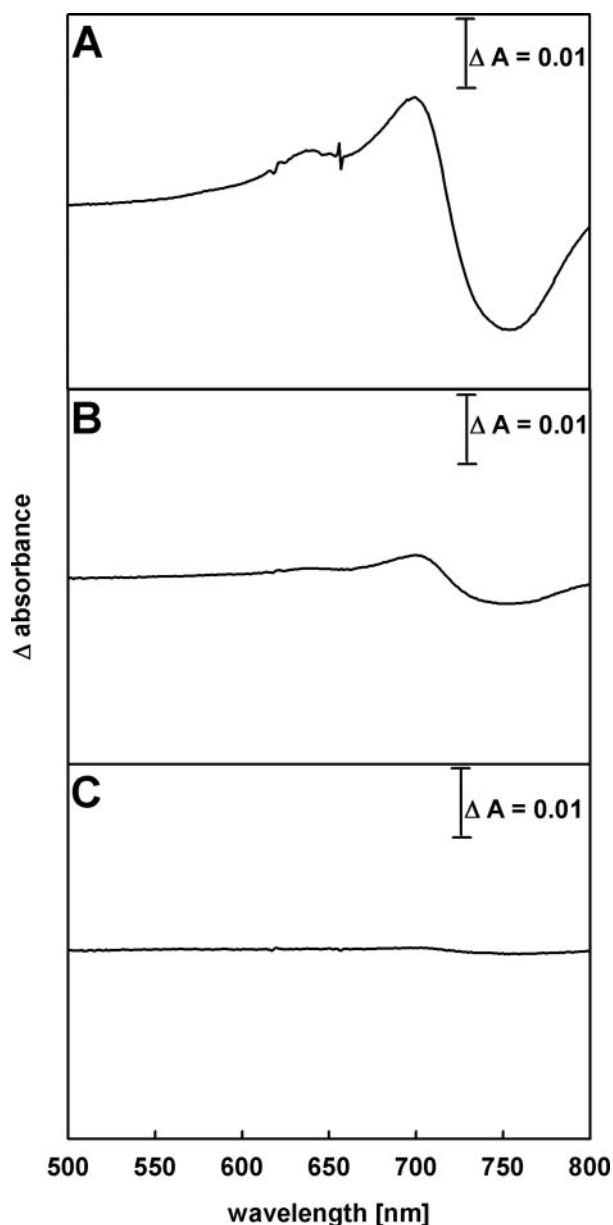 A
Δ A = 0.01
B
Δ A = 0.01
Δ absorbance
C
Δ A = 0.01
500 550 600 650 700 750 800
wavelength [nm]